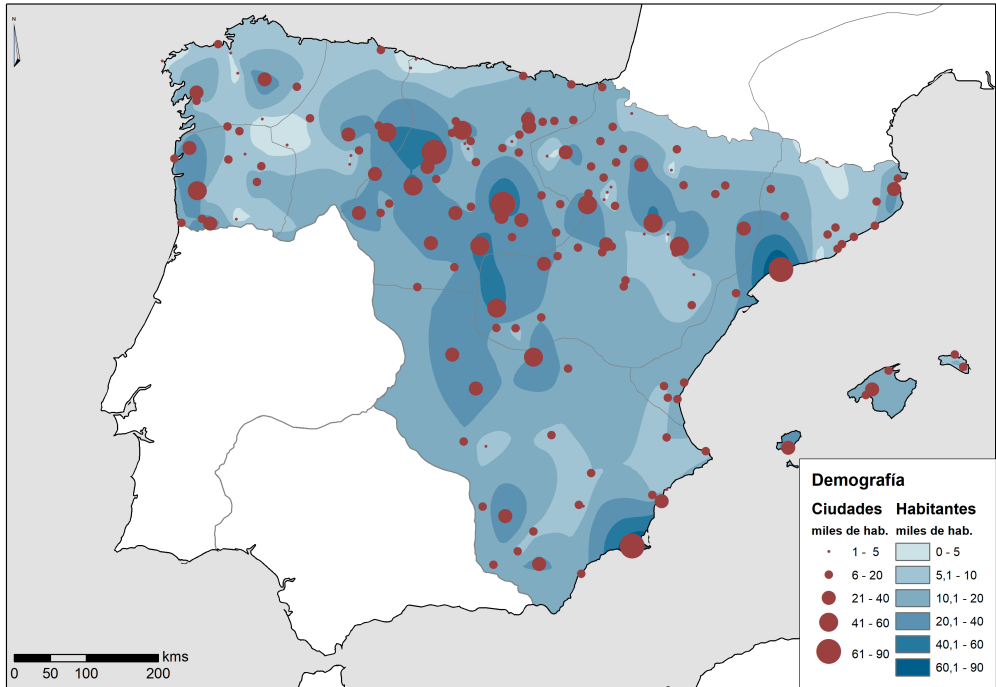 N
Demografía
Ciudades Habitantes
miles de hab. miles de hab.
1 - 5 0 - 5
6 - 20 5,1 - 10
21 - 40 10,1 - 20
41 - 60 20,1 - 40
61 - 90 40,1 - 60
60,1 - 90
kms
0 50 100 200